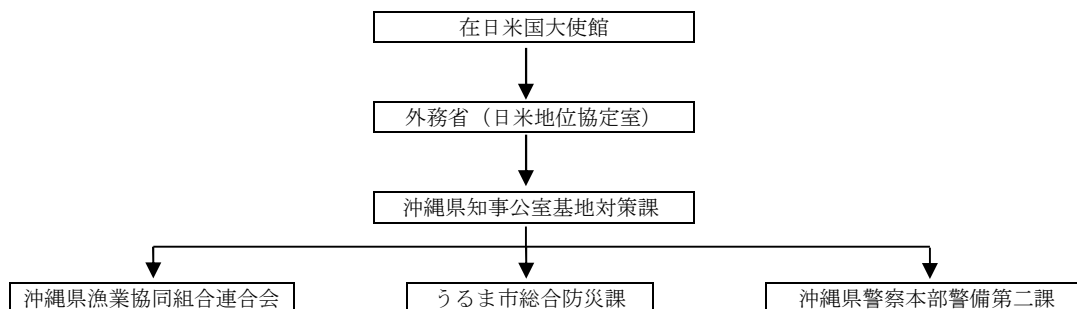 在日米国大使館
外務省（日米地位協定室）
沖縄県知事公室基地対策課
沖縄県漁業協同組合連合会
うるま市総合防災課
沖縄県警察本部警備第二課